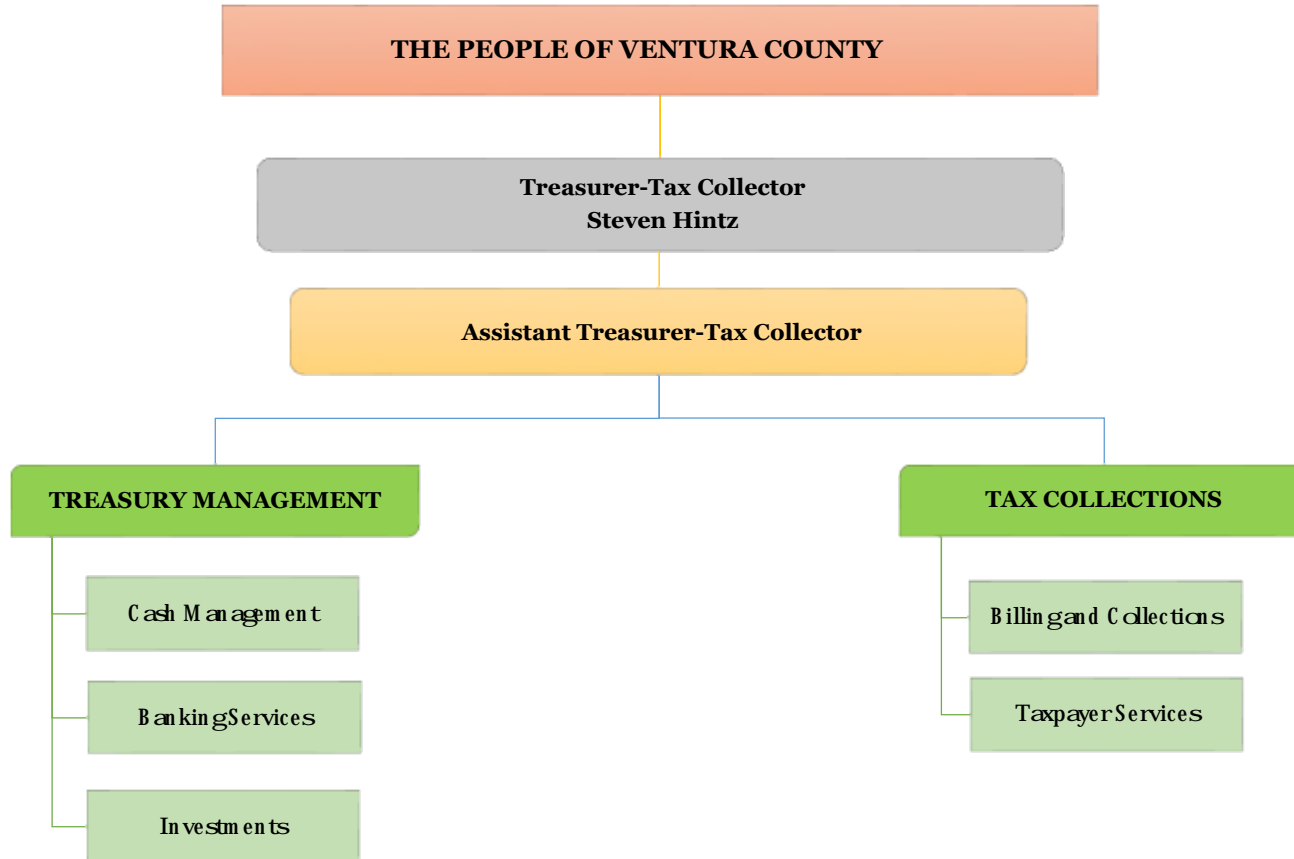 THE PEOPLE OF VENTURA COUNTY
Treasurer-Tax Collector
Steven Hintz
Assistant Treasurer-Tax Collector
TREASURY MANAGEMENT
Cash Management
Banking Services
Investments
TAX COLLECTIONS
Billing and Collections
Taxpayer Services